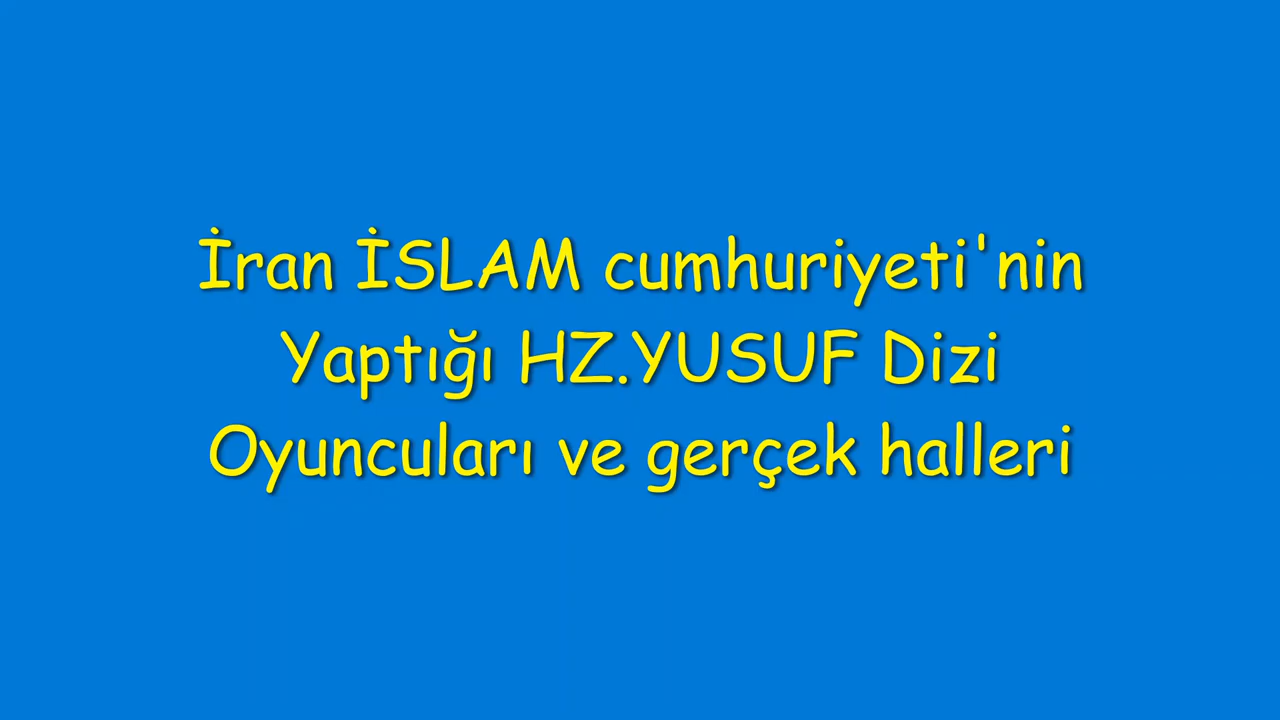 İran İSLAM cumhuriyeti'nin
Yaptığı HZ.YUSUF Dizi
Oyuncuları ve gerçek halleri